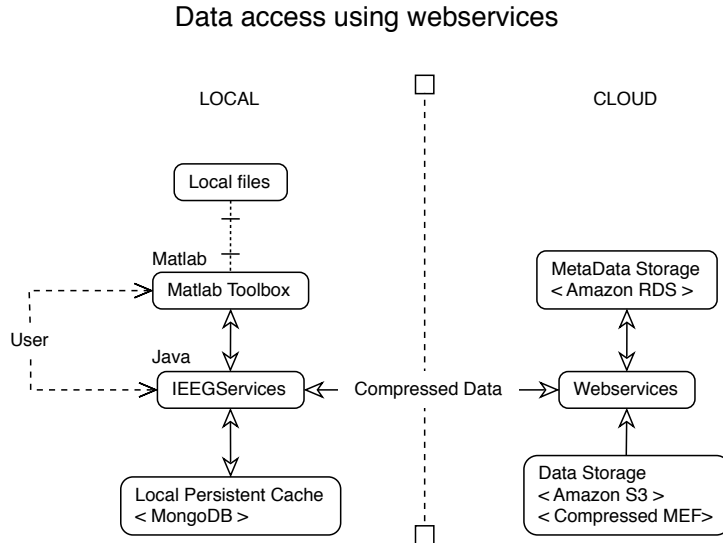 Data access using webservices
LOCAL
CLOUD
Local files
Matlab
Matlab Toolbox
MetaData Storage
< Amazon RDS >
User
Java
IEEGServices
Compressed Data
Webservices
Local Persistent Cache
< MongoDB >
Data Storage
< Amazon S3 >
< Compressed MEF>